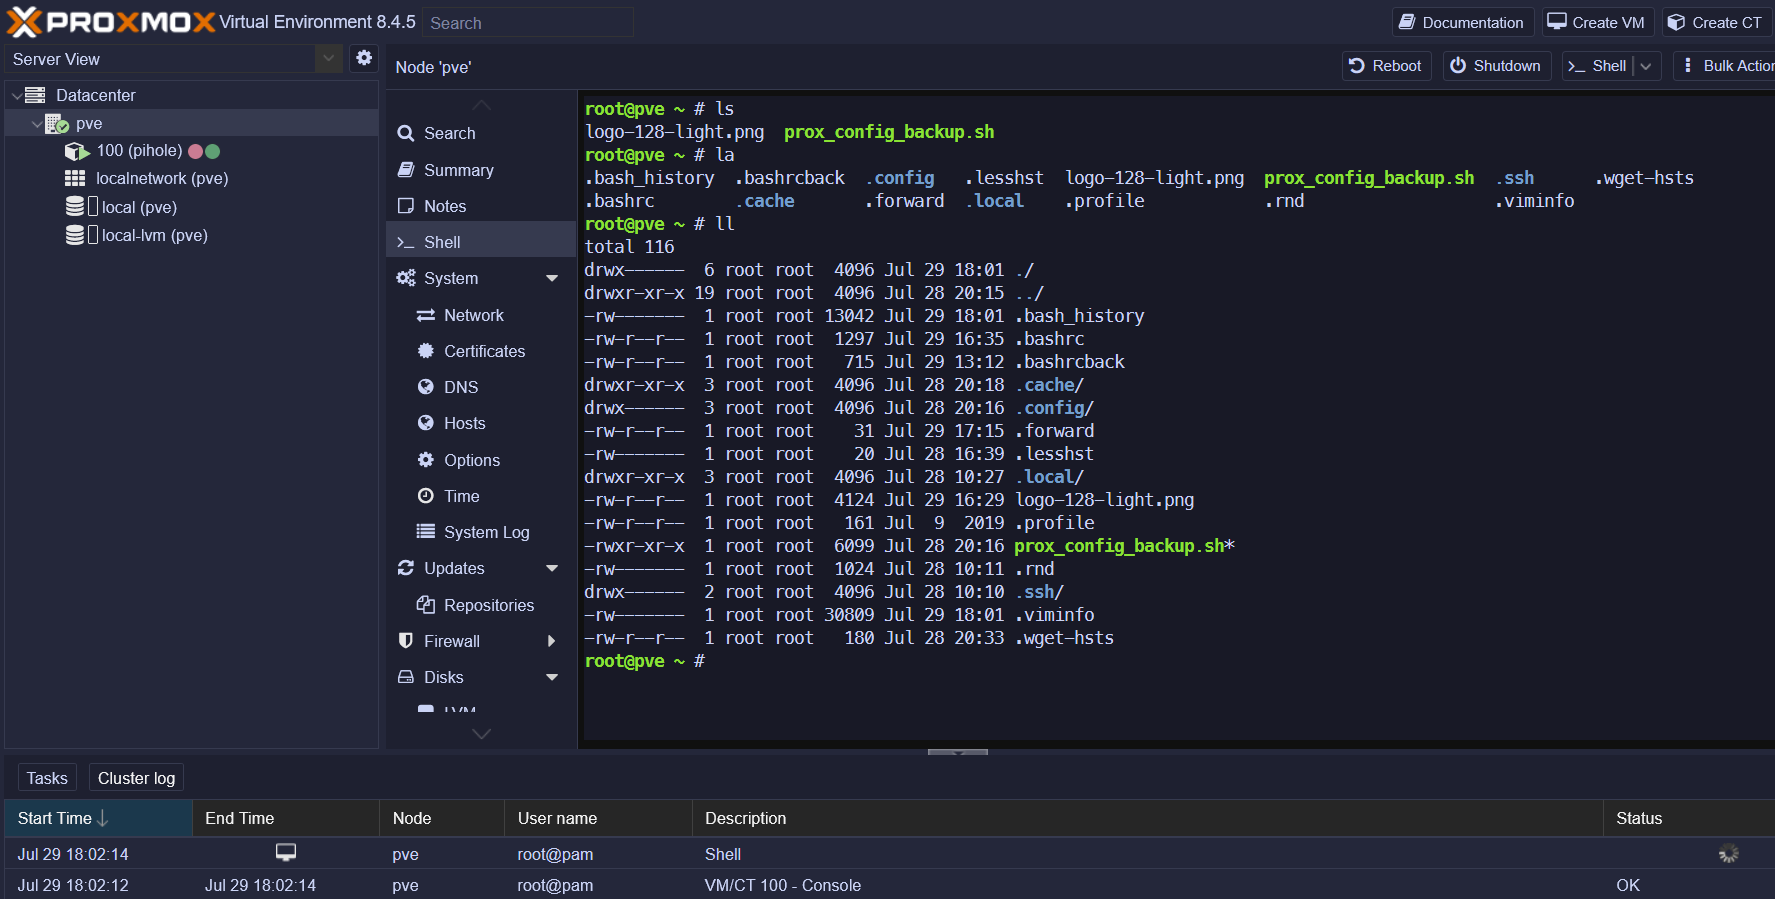 PROXMOX Virtual Environment 8.4.5 Search Documentation Create VM Create CT
Server View
Node 'pve' Reboot Shutdown Shell Bulk Action
Datacenter
pve
100 (pihole)
localnetwork (pve)
local (pve)
local-lvm (pve)
Search
Summary
Notes
Shell
System
Network
Certificates
DNS
Hosts
Options
Time
System Log
Updates
Repositories
Firewall
Disks
LVM
root@pve ~ # ls
logo-128-light.png  prox_config_backup.sh
root@pve ~ # la
.bash_history  .bashrcback  .config   .lesshst  logo-128-light.png  prox_config_backup.sh  .ssh      .wget-hsts
.bashrc        .cache       .forward  .local    .profile            .rnd                   .viminfo
root@pve ~ # ll
total 116
drwx------  6 root root  4096 Jul 29 18:01 ./
drwxr-xr-x 19 root root  4096 Jul 28 20:15 ../
-rw-------  1 root root 13042 Jul 29 18:01 .bash_history
-rw-r--r--  1 root root  1297 Jul 29 16:35 .bashrc
-rw-r--r--  1 root root   715 Jul 29 13:12 .bashrcback
drwxr-xr-x  3 root root  4096 Jul 28 20:18 .cache/
drwx------  3 root root  4096 Jul 28 20:16 .config/
-rw-r--r--  1 root root    31 Jul 29 17:15 .forward
-rw-------  1 root root    20 Jul 28 16:39 .lesshst
drwxr-xr-x  3 root root  4096 Jul 28 10:27 .local/
-rw-r--r--  1 root root  4124 Jul 29 16:29 logo-128-light.png
-rw-r--r--  1 root root   161 Jul  9  2019 .profile
-rwxr-xr-x  1 root root  6099 Jul 28 20:16 prox_config_backup.sh*
-rw-------  1 root root  1024 Jul 28 10:11 .rnd
drwx------  2 root root  4096 Jul 28 10:10 .ssh/
-rw-------  1 root root 30809 Jul 29 18:01 .viminfo
-rw-r--r--  1 root root   180 Jul 28 20:33 .wget-hsts
root@pve ~ #
Tasks Cluster log
Start Time End Time Node User name Description Status
Jul 29 18:02:14 pve root@pam Shell
Jul 29 18:02:12 Jul 29 18:02:14 pve root@pam VM/CT 100 - Console OK